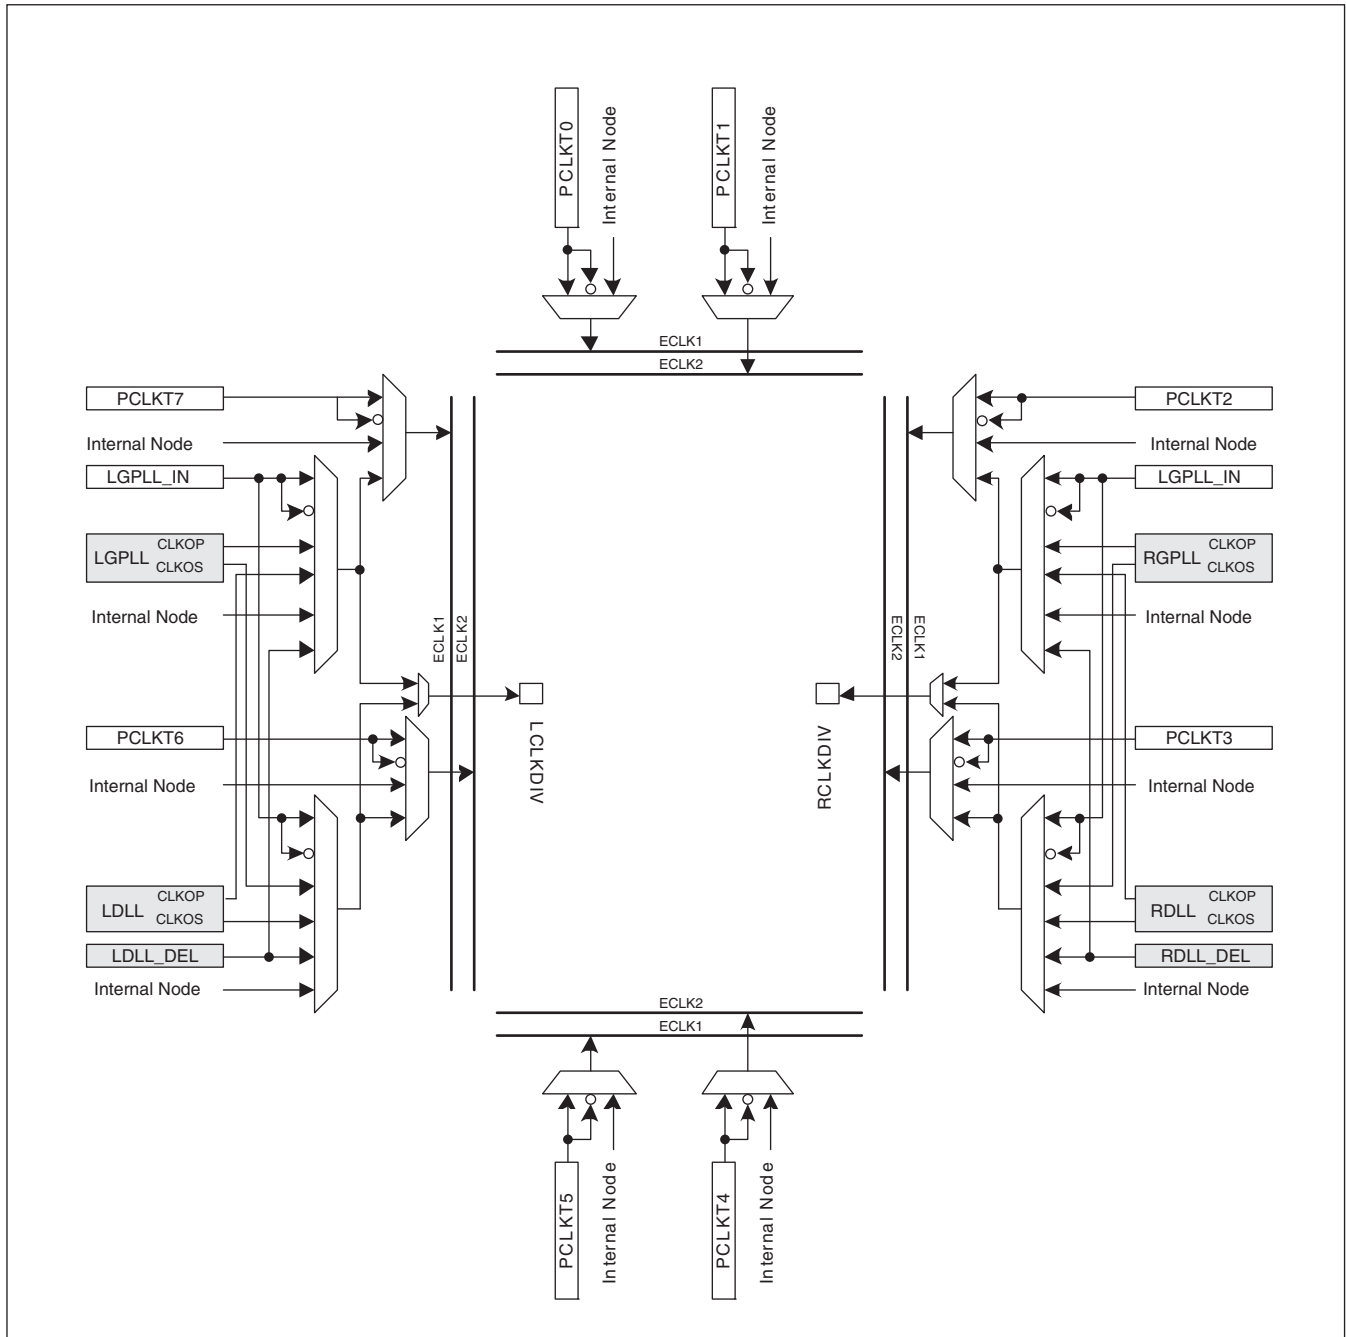 PCLKT0
Internal Node
PCLKT1
Internal Node
ECLK1
ECLK2
PCLKT7
Internal Node
LGPLL_IN
LGPLL CLKOP
CLKOS
Internal Node
ECLK1
ECLK2
LCLKDIV
PCLKT6
Internal Node
LDLL CLKOP
CLKOS
LDLL_DEL
Internal Node
PCLKT2
Internal Node
LGPLL_IN
RGPLL CLKOP
CLKOS
Internal Node
ECLK2
ECLK1
RCLKDIV
PCLKT3
Internal Node
RDLL CLKOP
CLKOS
RDLL_DEL
Internal Node
ECLK2
ECLK1
PCLKT5
Internal Node
PCLKT4
Internal Node